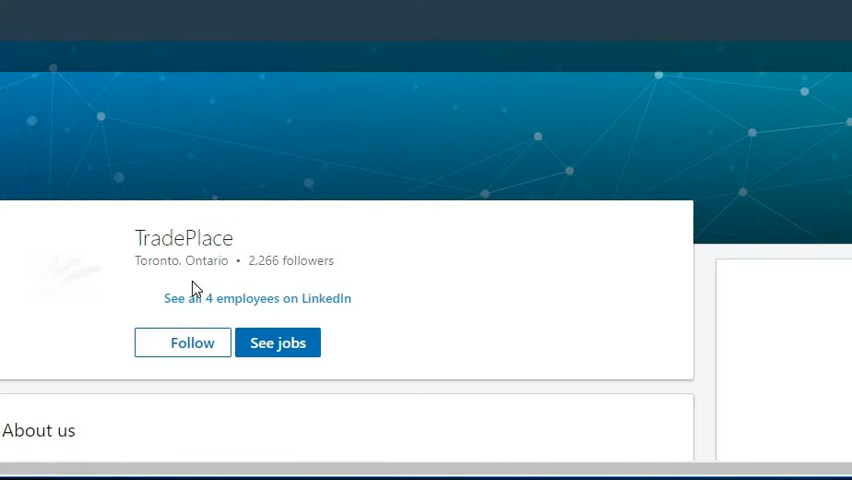 TradePlace
Toronto, Ontario • 2,266 followers
See all 4 employees on LinkedIn
Follow
See jobs
About us